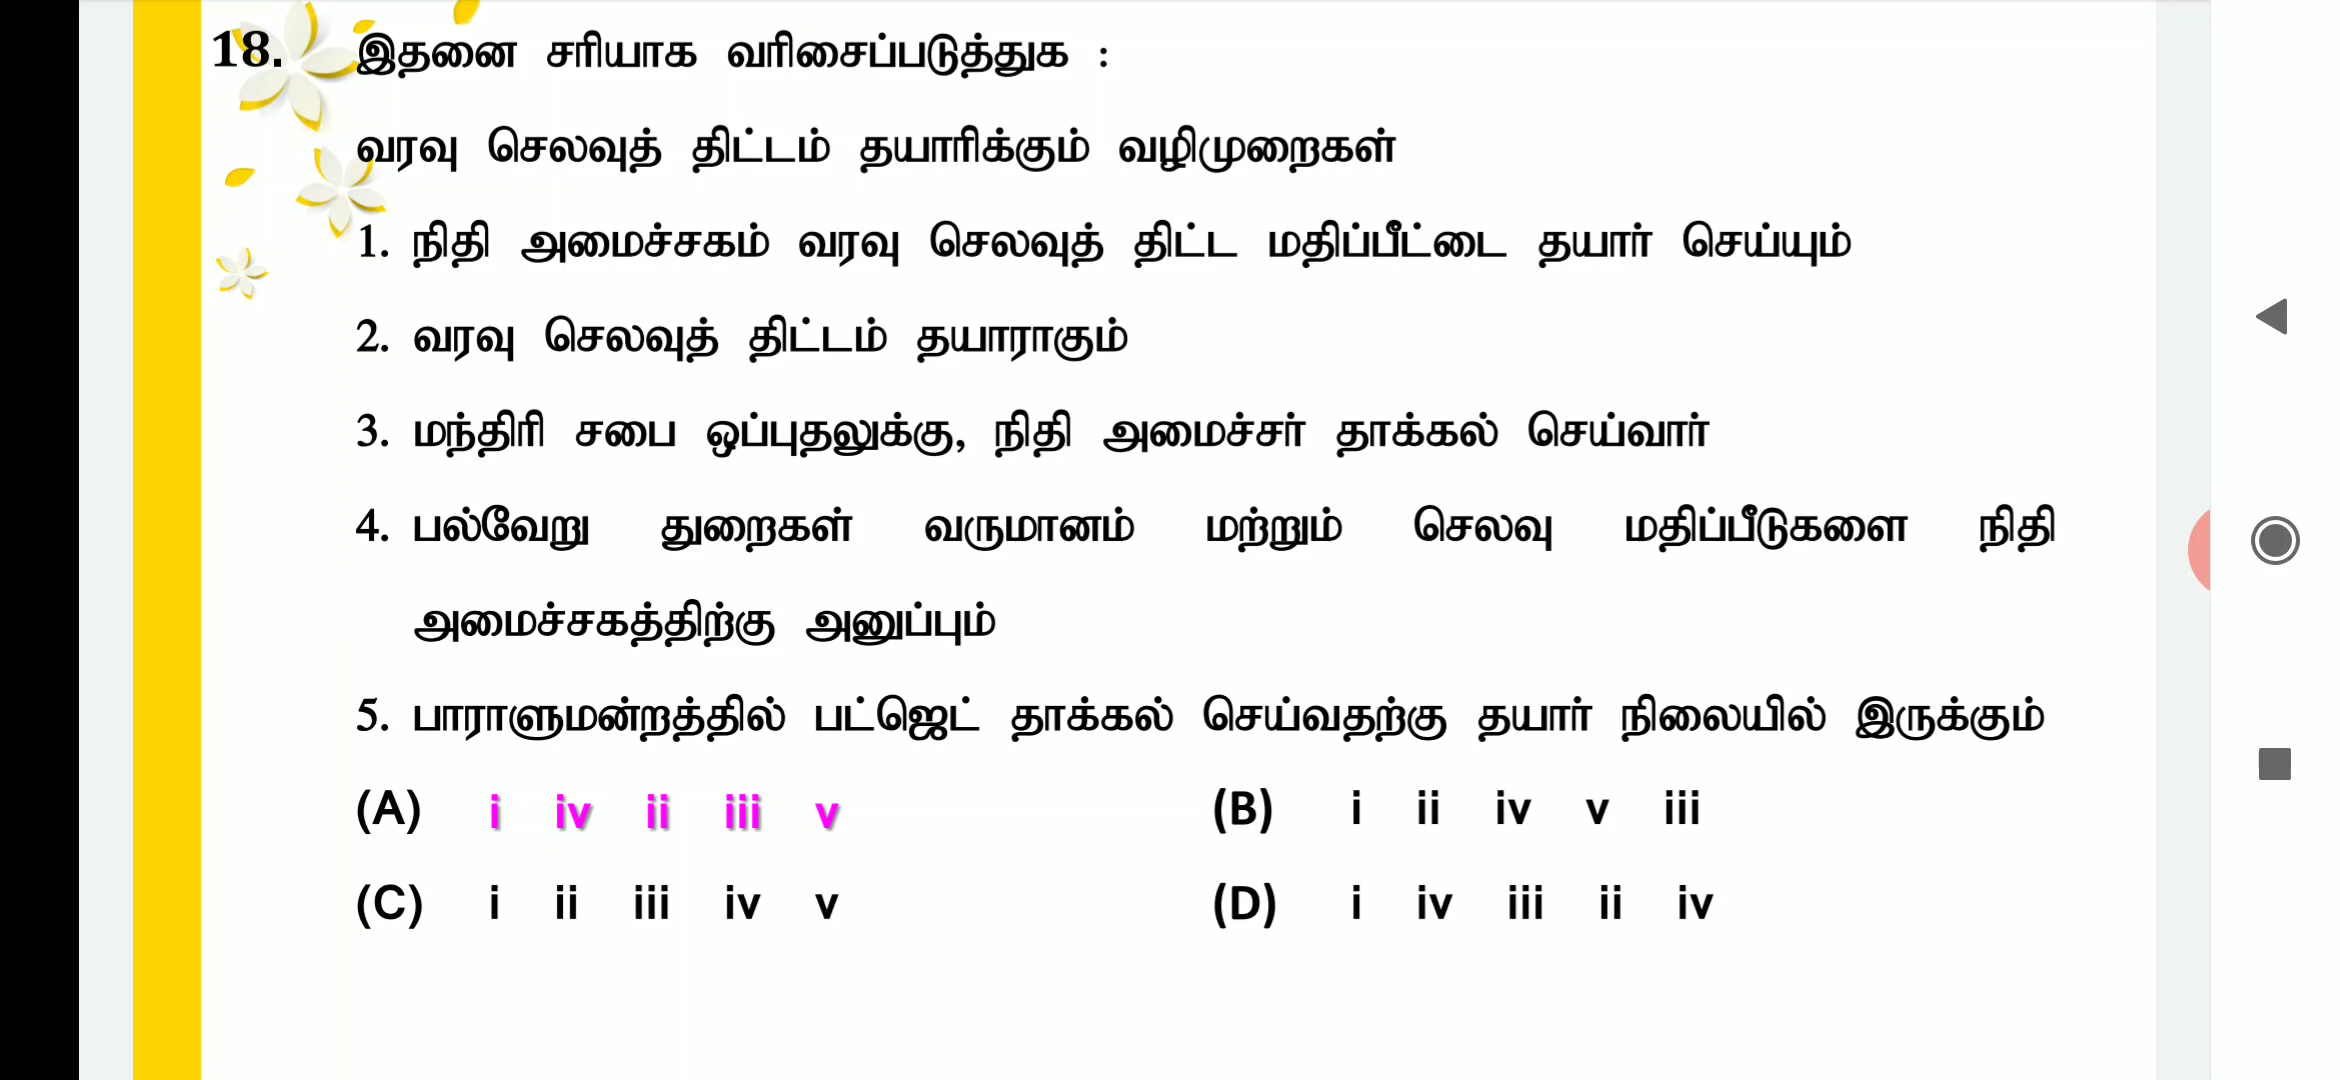 18. இதனை சரியாக வரிசைப்படுத்துக :
வரவு செலவுத் திட்டம் தயாரிக்கும் வழிமுறைகள்
1. நிதி அமைச்சகம் வரவு செலவுத் திட்ட மதிப்பீட்டை தயார் செய்யும்
2. வரவு செலவுத் திட்டம் தயாராகும்
3. மந்திரி சபை ஒப்புதலுக்கு, நிதி அமைச்சர் தாக்கல் செய்வார்
4. பல்வேறு துறைகள் வருமானம் மற்றும் செலவு மதிப்பீடுகளை நிதி
அமைச்சகத்திற்கு அனுப்பும்
5. பாராளுமன்றத்தில் பட்ஜெட் தாக்கல் செய்வதற்கு தயார் நிலையில் இருக்கும்
(A) i iv ii iii v (B) i ii iv v iii
(C) i ii iii iv v (D) i iv iii ii iv